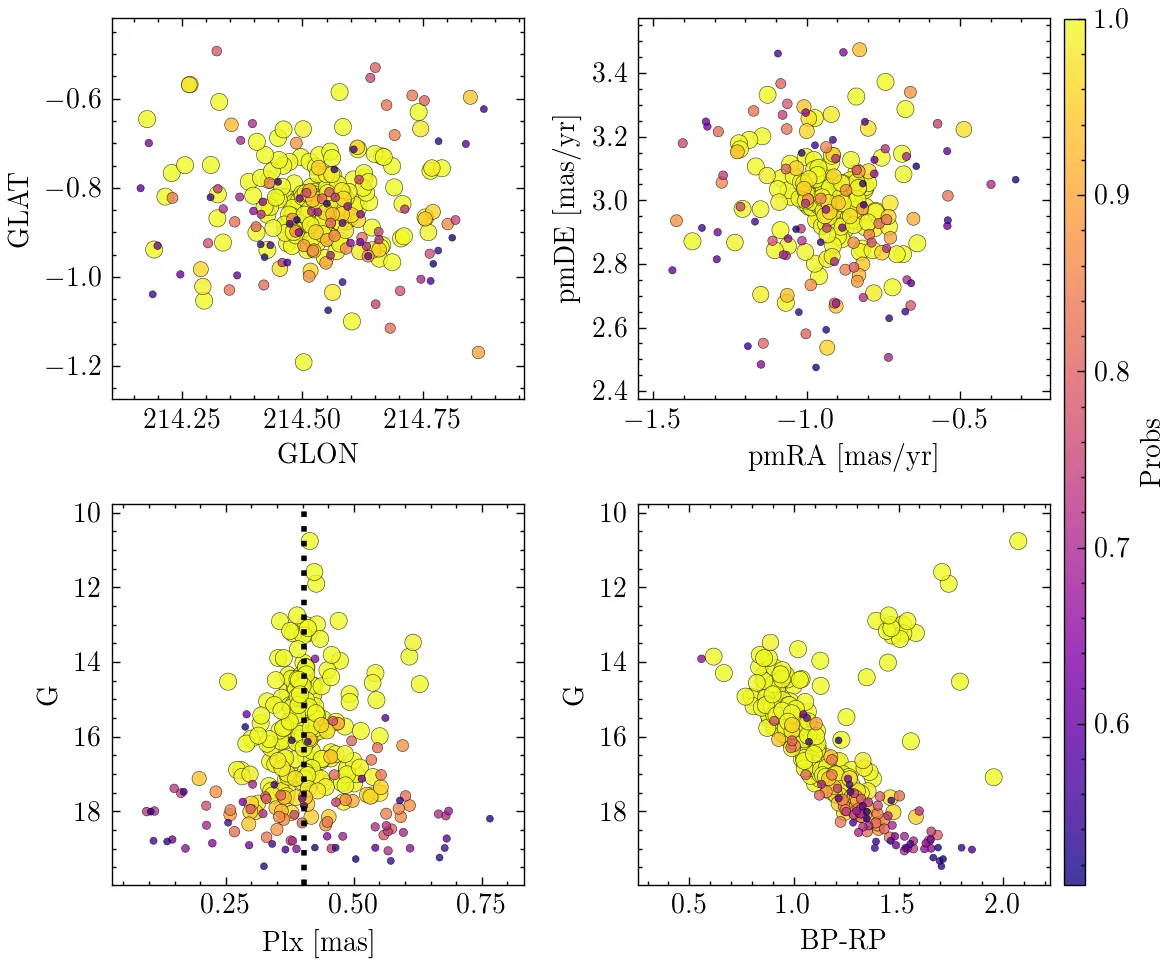 −0.6
−0.8
−1.0
−1.2
GLAT
214.25 214.50 214.75
GLON
3.4
3.2
3.0
2.8
2.6
2.4
pmDE [mas/yr]
−1.5 −1.0 −0.5
pmRA [mas/yr]
10
12
14
16
18
G
0.25 0.50 0.75
Plx [mas]
10
12
14
16
18
G
0.5 1.0 1.5 2.0
BP-RP
1.0
0.9
0.8
0.7
0.6
Probs